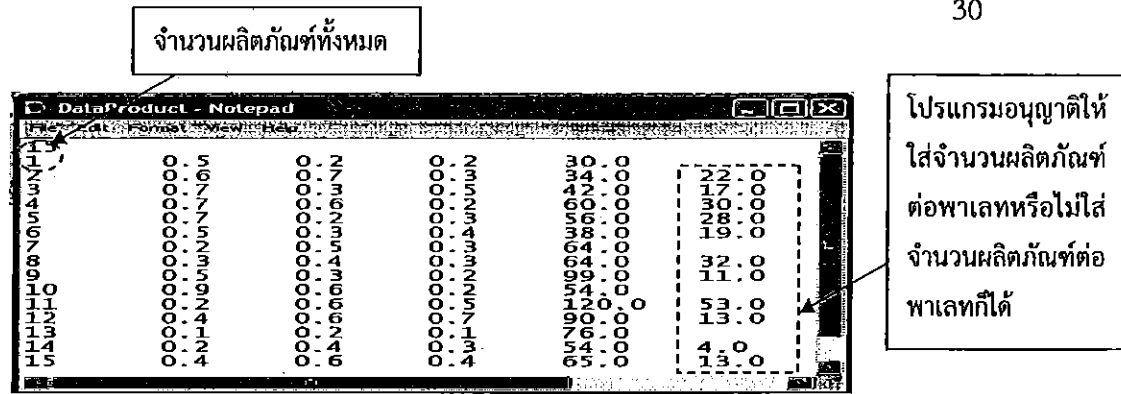 30
จำนวนผลิตภัณฑ์ทั้งหมด
DataProduct - Notepad
File Edit Format View Help
15
1 0.5 0.2 0.2 30.0
2 0.6 0.7 0.3 34.0 22.0
3 0.7 0.3 0.5 42.0 17.0
4 0.7 0.6 0.2 60.0 30.0
5 0.7 0.2 0.3 56.0 28.0
6 0.5 0.3 0.4 38.0 19.0
7 0.2 0.5 0.3 64.0
8 0.3 0.4 0.3 64.0 32.0
9 0.5 0.3 0.2 99.0 11.0
10 0.9 0.6 0.2 54.0
11 0.2 0.6 0.5 120.0 53.0
12 0.4 0.6 0.7 90.0 13.0
13 0.1 0.2 0.1 76.0
14 0.2 0.4 0.3 54.0 4.0
15 0.4 0.6 0.4 65.0 13.0
โปรแกรมอนุญาติให้
ใส่จำนวนผลิตภัณฑ์
ต่อพาเลทหรือไม่ใส่
จำนวนผลิตภัณฑ์ต่อ
พาเลทก็ได้